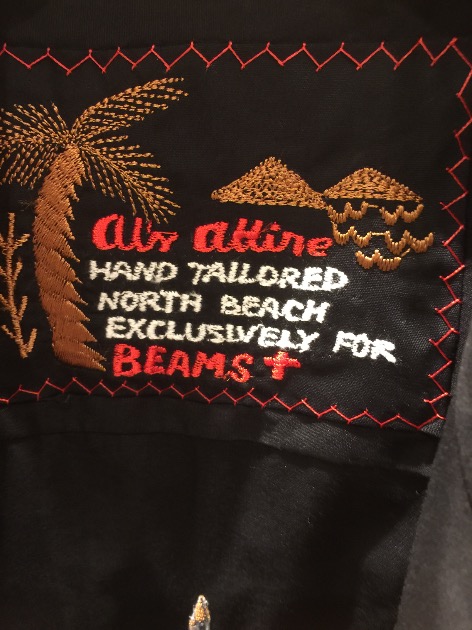 Al's Attire
HAND TAILORED
NORTH BEACH
EXCLUSIVELY FOR
BEAMS +